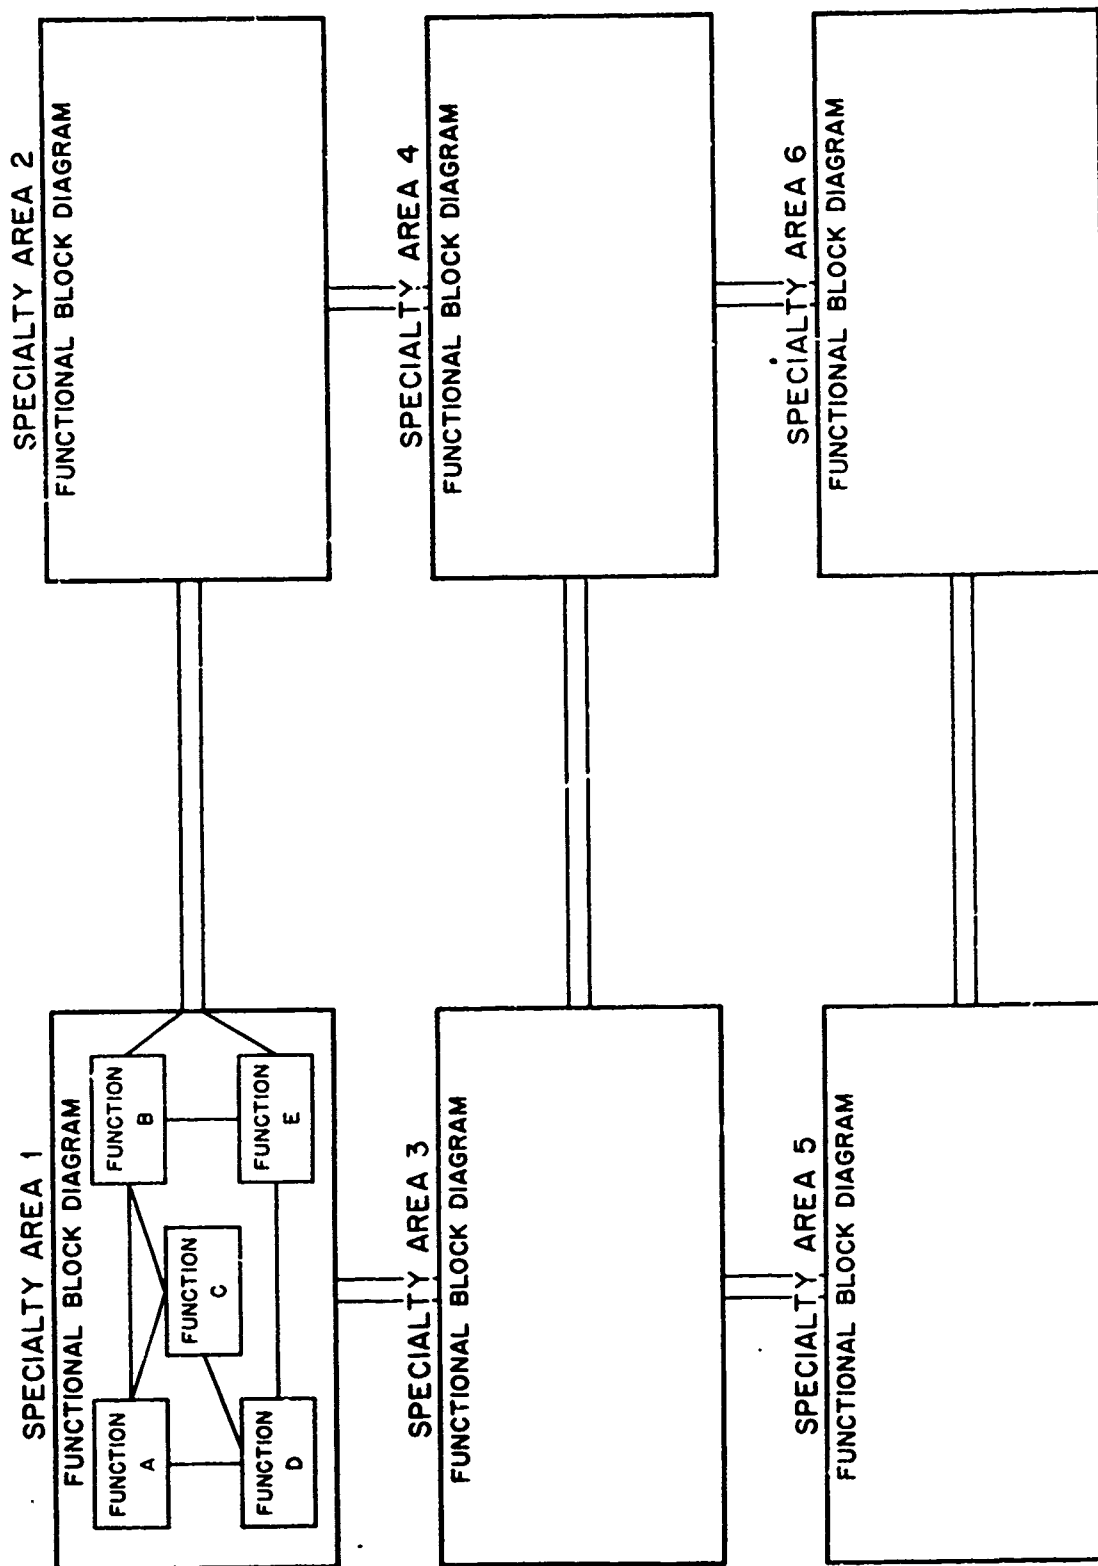 SPECIALTY AREA 1
FUNCTIONAL BLOCK DIAGRAM
FUNCTION
A
FUNCTION
B
FUNCTION
C
FUNCTION
D
FUNCTION
E
SPECIALTY AREA 2
FUNCTIONAL BLOCK DIAGRAM
SPECIALTY AREA 3
FUNCTIONAL BLOCK DIAGRAM
SPECIALTY AREA 4
FUNCTIONAL BLOCK DIAGRAM
SPECIALTY AREA 5
FUNCTIONAL BLOCK DIAGRAM
SPECIALTY AREA 6
FUNCTIONAL BLOCK DIAGRAM